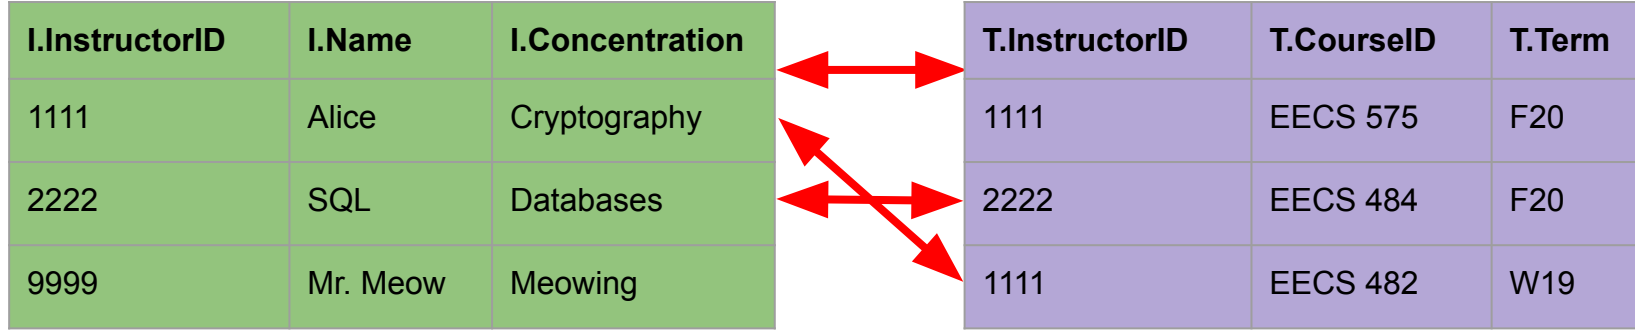 I.InstructorID I.Name I.Concentration T.InstructorID T.CourseID T.Term
1111 Alice Cryptography 1111 EECS 575 F20
2222 SQL Databases 2222 EECS 484 F20
9999 Mr. Meow Meowing 1111 EECS 482 W19